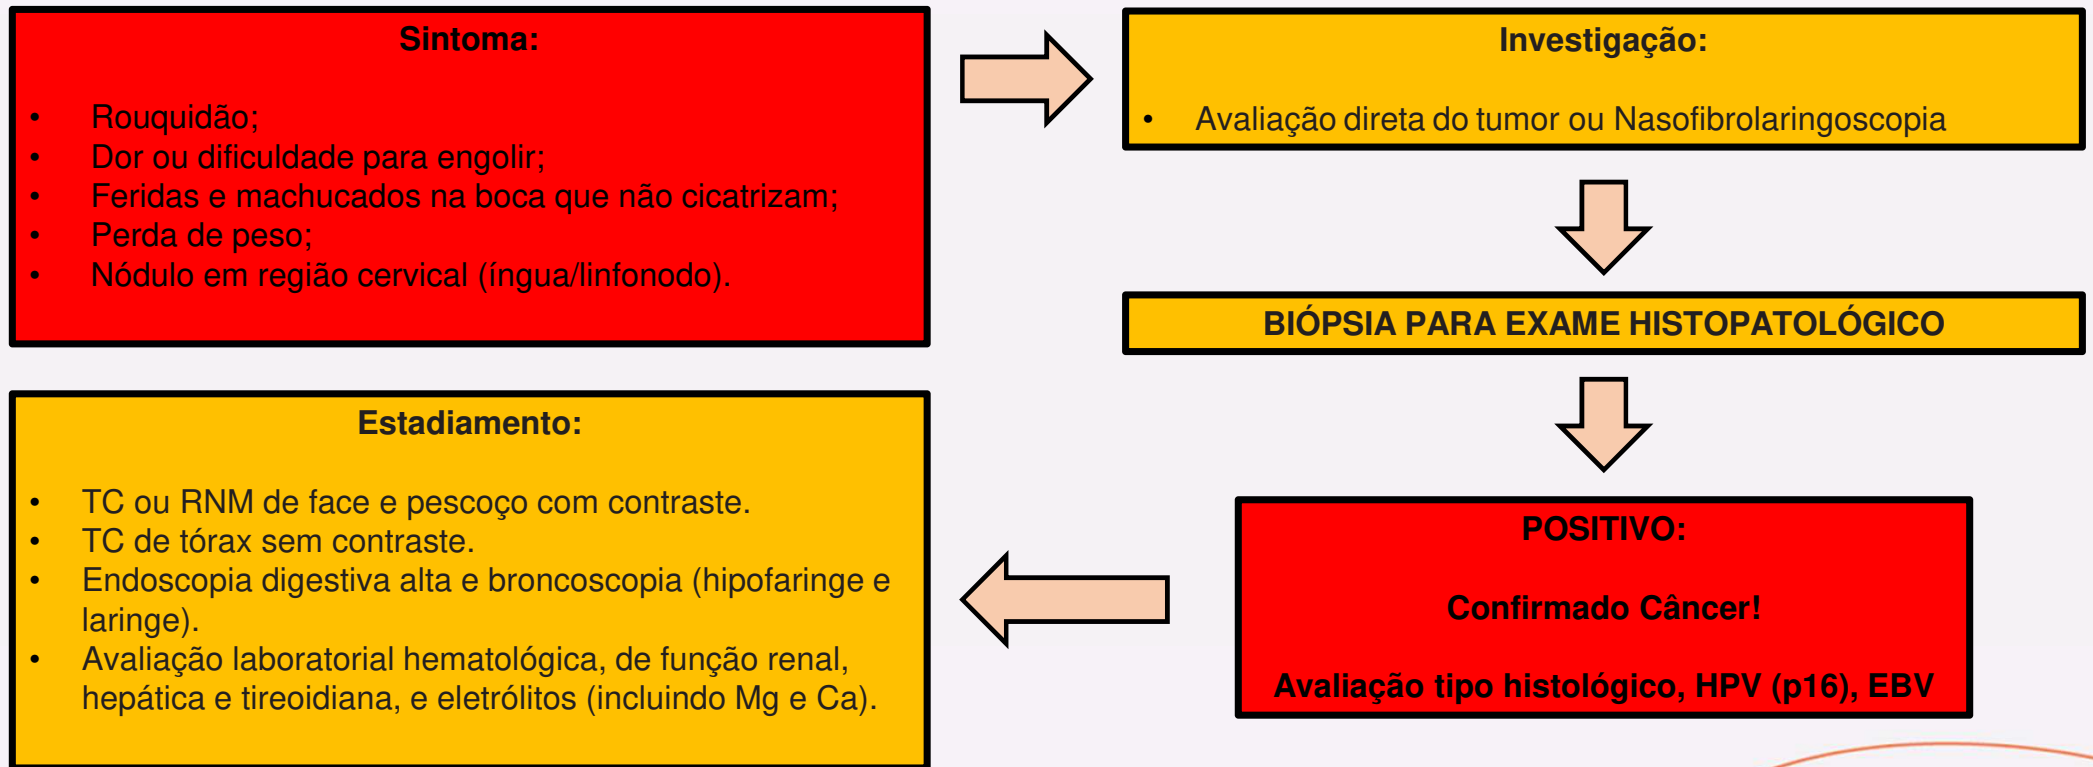 Sintoma:
• Rouquidão;
• Dor ou dificuldade para engolir;
• Feridas e machucados na boca que não cicatrizam;
• Perda de peso;
• Nódulo em região cervical (íngua/linfonodo).
Investigação:
• Avaliação direta do tumor ou Nasofibrolaringoscopia
BIÓPSIA PARA EXAME HISTOPATOLÓGICO
POSITIVO:
Confirmado Câncer!
Avaliação tipo histológico, HPV (p16), EBV
Estadiamento:
• TC ou RNM de face e pescoço com contraste.
• TC de tórax sem contraste.
• Endoscopia digestiva alta e broncoscopia (hipofaringe e
laringe).
• Avaliação laboratorial hematológica, de função renal,
hepática e tireoidiana, e eletrólitos (incluindo Mg e Ca).